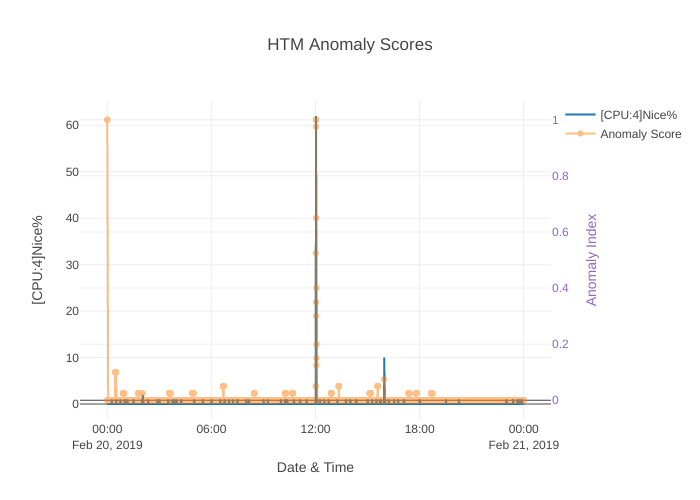 HTM Anomaly Scores
[CPU:4]Nice%
Anomaly Score
60
50
40
30
20
10
0
[CPU:4]Nice%
1
0.8
0.6
0.4
0.2
0
Anomaly Index
00:00
Feb 20, 2019
06:00
12:00
18:00
00:00
Feb 21, 2019
Date & Time